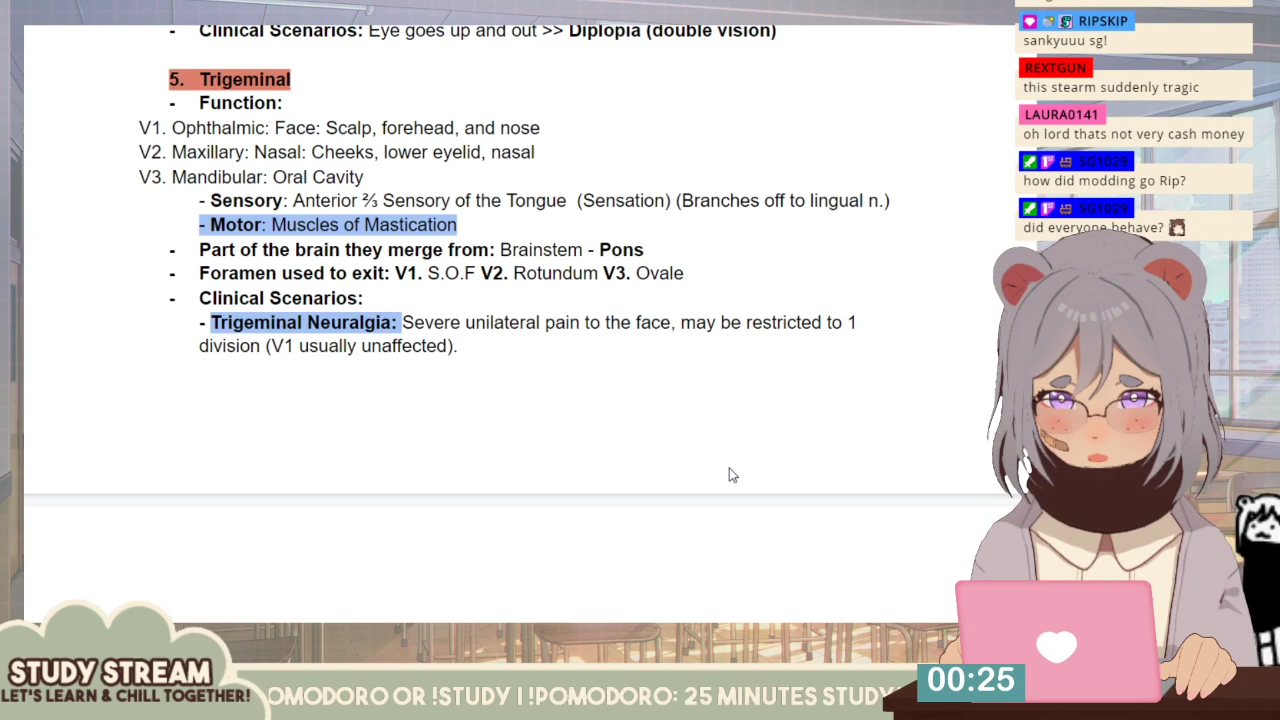 - Clinical Scenarios: Eye goes up and out >> Diplopia (double vision)
5. Trigeminal
- Function:
V1. Ophthalmic: Face: Scalp, forehead, and nose
V2. Maxillary: Nasal: Cheeks, lower eyelid, nasal
V3. Mandibular: Oral Cavity
- Sensory: Anterior ⅔ Sensory of the Tongue (Sensation) (Branches off to lingual n.)
- Motor: Muscles of Mastication
- Part of the brain they merge from: Brainstem - Pons
- Foramen used to exit: V1. S.O.F V2. Rotundum V3. Ovale
- Clinical Scenarios:
- Trigeminal Neuralgia: Severe unilateral pain to the face, may be restricted to 1
division (V1 usually unaffected).
RIPSKIP
sankyuuu sg!
REXTGUN
this stearm suddenly tragic
LAURA0141
oh lord thats not very cash money
SG1029
how did modding go Rip?
SG1029
did everyone behave?
STUDY STREAM
LET'S LEARN & CHILL TOGETHER!
OMODORO OR !STUDY | !POMODORO: 25 MINUTES STUDY
00:25